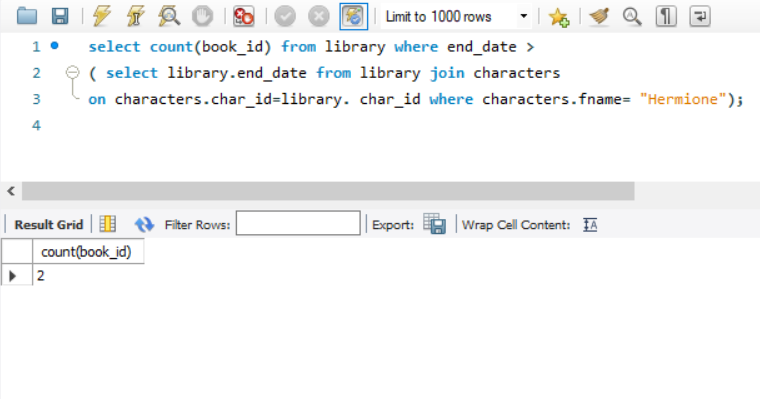 Limit to 1000 rows
1 select count(book_id) from library where end_date >
2 ( select library.end_date from library join characters
3 on characters.char_id=library. char_id where characters.fname= "Hermione");
4
Result Grid Filter Rows: Export: Wrap Cell Content: IA
count(book_id)
2